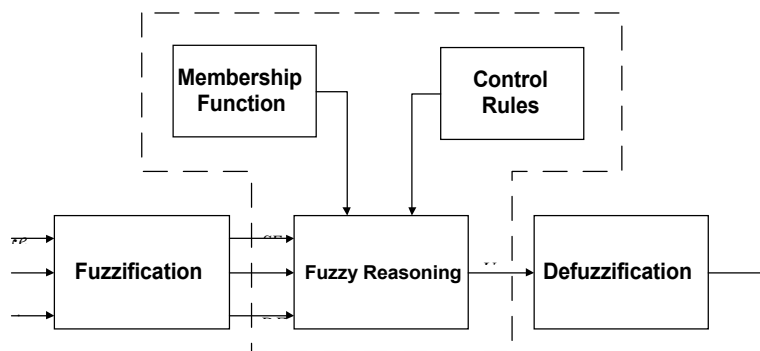 Membership
Function
Control
Rules
Fuzzification
Fuzzy Reasoning
Defuzzification